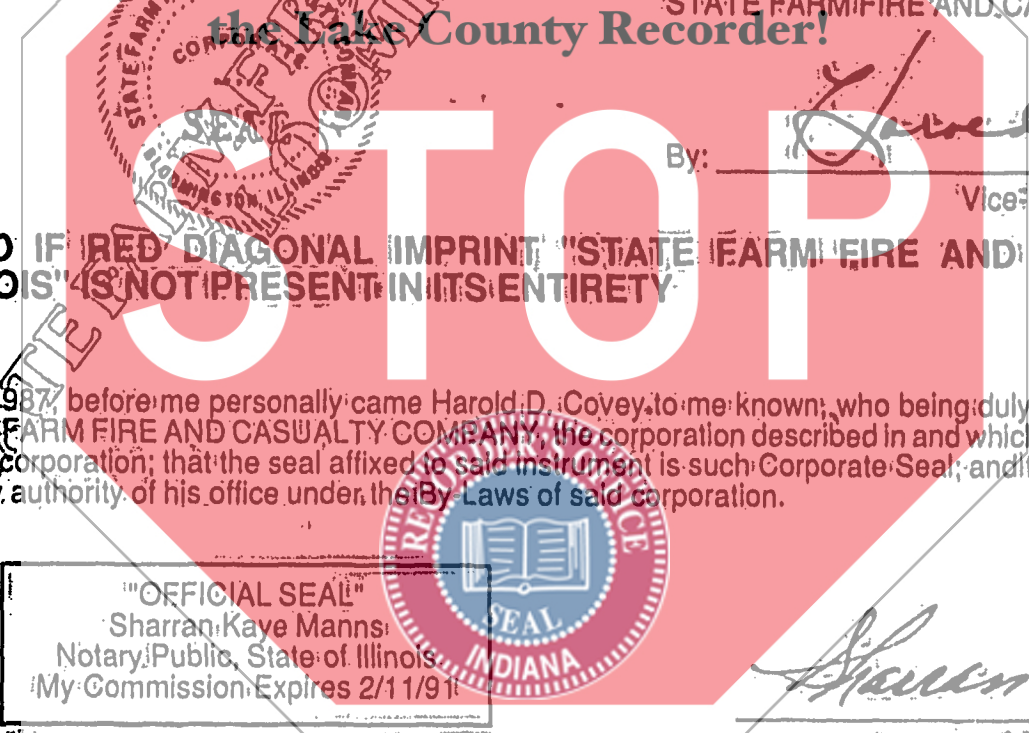 STATE FARM FIRE AND CA
the Lake County Recorder!
STATE FARM
CORPORATE
SEAL
BLOOMINGTON, ILLINOIS
STOP
By:
Vice-
IF RED DIAGONAL IMPRINT "STATE FARM FIRE AND
OIS" IS NOT PRESENT IN ITS ENTIRETY
987, before me personally came Harold D. Covey to me known, who being duly
FARM FIRE AND CASUALTY COMPANY, the corporation described in and which
corporation; that the seal affixed to said instrument is such Corporate Seal; and
authority of his office under the By-Laws of said corporation.
RECORDER'S OFFICE
SEAL
INDIANA
"OFFICIAL SEAL"
Sharran Kaye Manns
Notary Public, State of Illinois
My Commission Expires 2/11/91
Sharran